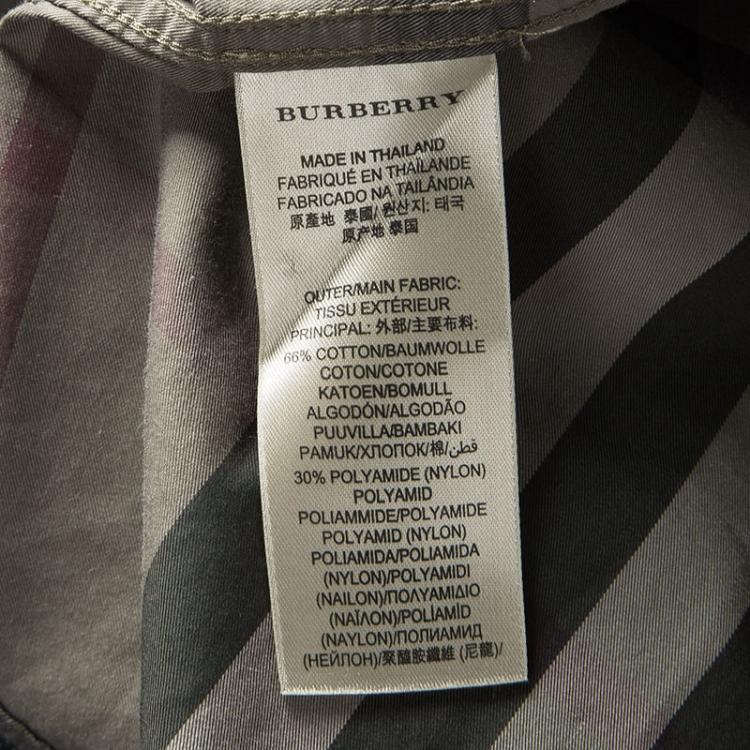 BURBERRY
MADE IN THAILAND
FABRIQUÉ EN THAÏLANDE
FABRICADO NA TAILÂNDIA
原產地 泰國/ 원산지: 태국
原产地 泰国
OUTER/MAIN FABRIC:
TISSU EXTÉRIEUR
PRINCIPAL: 外部/主要布料:
66% COTTON/BAUMWOLLE
COTON/COTONE
KATOEN/BOMULL
ALGODÓN/ALGODÃO
PUUVILLA/BAMBAKI
PAMUK/ХЛОПОК/棉/قطن/
30% POLYAMIDE (NYLON)
POLYAMID
POLIAMMIDE/POLYAMIDE
POLYAMID (NYLON)
POLIAMIDA/POLIAMIDA
(NYLON)/POLYAMIDI
(NAILON)/ΠΟΛΥΑΜΙΔΙΟ
(ΝΑΪΛΟΝ)/POLÍAMÍD
(NAYLON)/ПОЛИАМИД
(НЕЙЛОН)/聚醯胺纖維 (尼龍)/